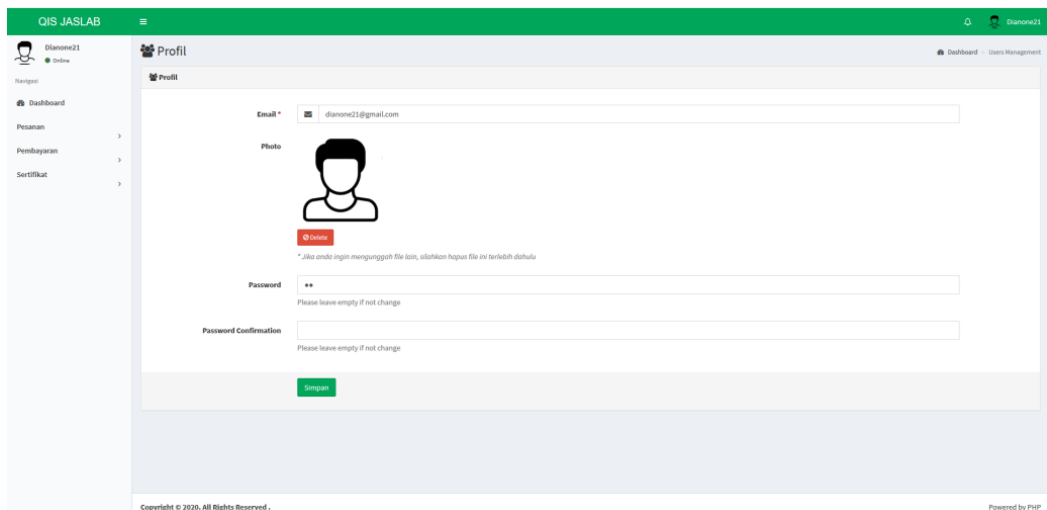 QIS JASLAB
Dianone21
Dianone21
Online
Profil
Dashboard > Users Management
Navigasi
Profil
Dashboard
Pesanan
Pembayaran
Sertifikat
Email *
dianone21@gmail.com
Photo
Delete
* Jika anda ingin mengunggah file lain, silahkan hapus file ini terlebih dahulu
Password
Please leave empty if not change
Password Confirmation
Please leave empty if not change
Simpan
Copyright © 2020. All Rights Reserved .
Powered by PHP